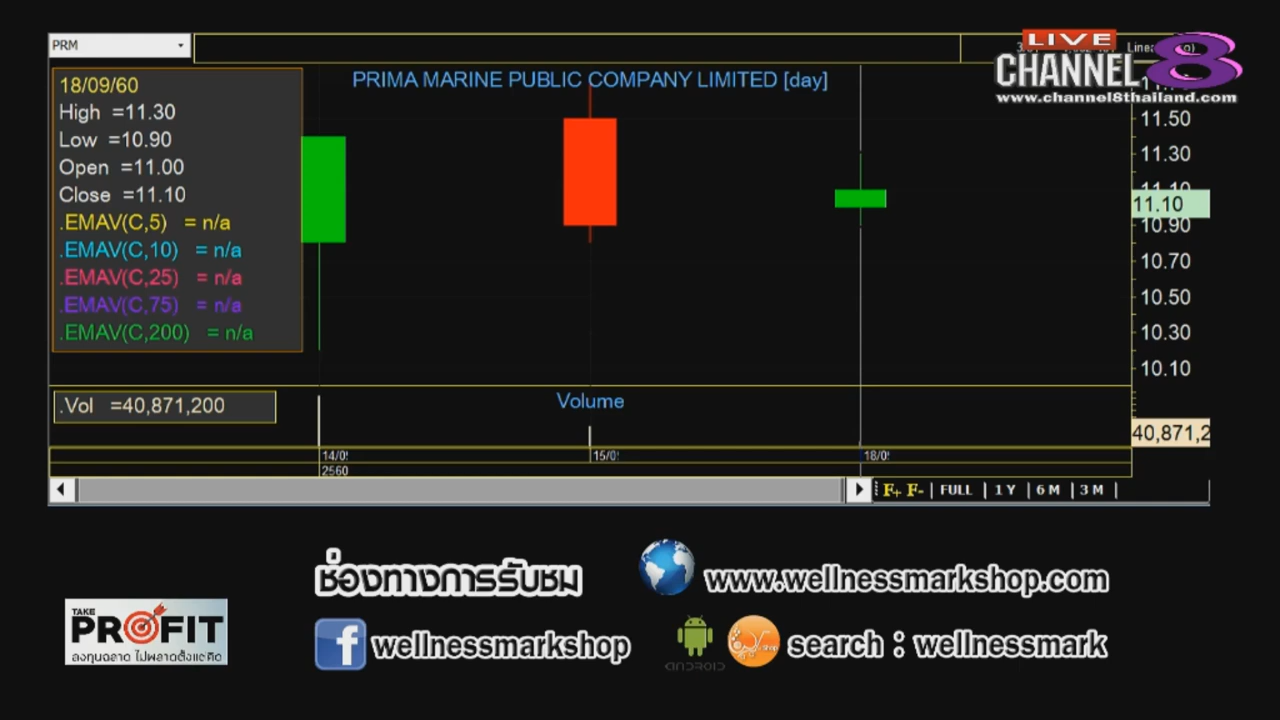 PRM
LIVE
CHANNEL 8
www.channel8thailand.com
PRIMA MARINE PUBLIC COMPANY LIMITED [day]
18/09/60
High =11.30
Low =10.90
Open =11.00
Close =11.10
.EMAV(C,5) = n/a
.EMAV(C,10) = n/a
.EMAV(C,25) = n/a
.EMAV(C,75) = n/a
.EMAV(C,200) = n/a
11.50
11.30
11.10
11.10
10.90
10.70
10.50
10.30
10.10
.Vol =40,871,200
Volume
40,871,2
14/09
15/09
18/09
2560
F+ F- | FULL | 1 Y | 6 M | 3 M |
ช่องทางการรับชม
www.wellnessmarkshop.com
TAKE
PROFIT
ลงทุนฉลาด ไม่พลาดตั้งแต่คิด
wellnessmarkshop
ANDROID
search : wellnessmark